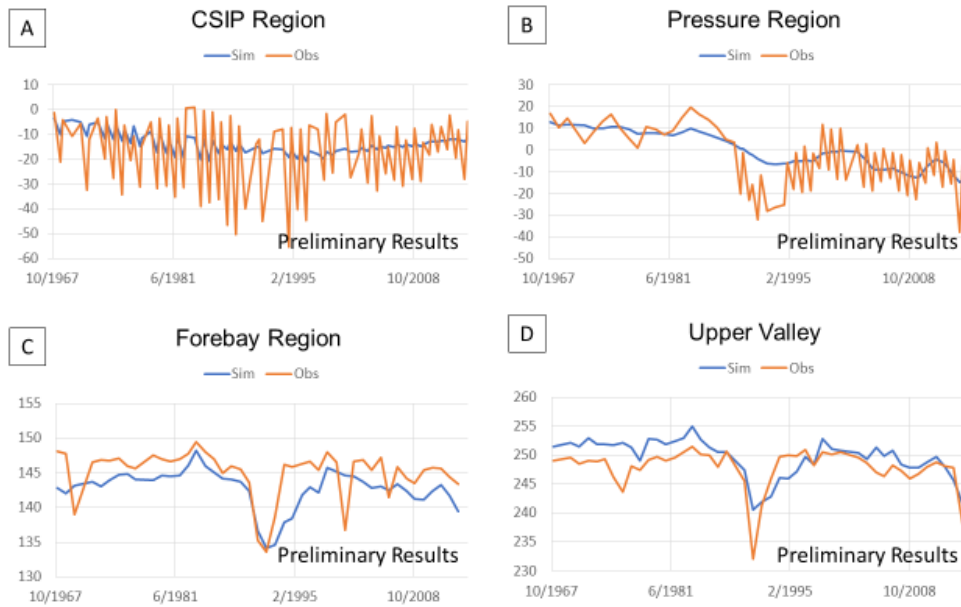 A
CSIP Region
Sim Obs
10
0
-10
-20
-30
-40
-50
-60
Preliminary Results
10/1967 6/1981 2/1995 10/2008
B
Pressure Region
Sim Obs
30
20
10
0
-10
-20
-30
-40
-50
Preliminary Results
10/1967 6/1981 2/1995 10/2008
C
Forebay Region
Sim Obs
155
150
145
140
135
130
Preliminary Results
10/1967 6/1981 2/1995 10/2008
D
Upper Valley
Sim Obs
260
255
250
245
240
235
230
Preliminary Results
10/1967 6/1981 2/1995 10/2008